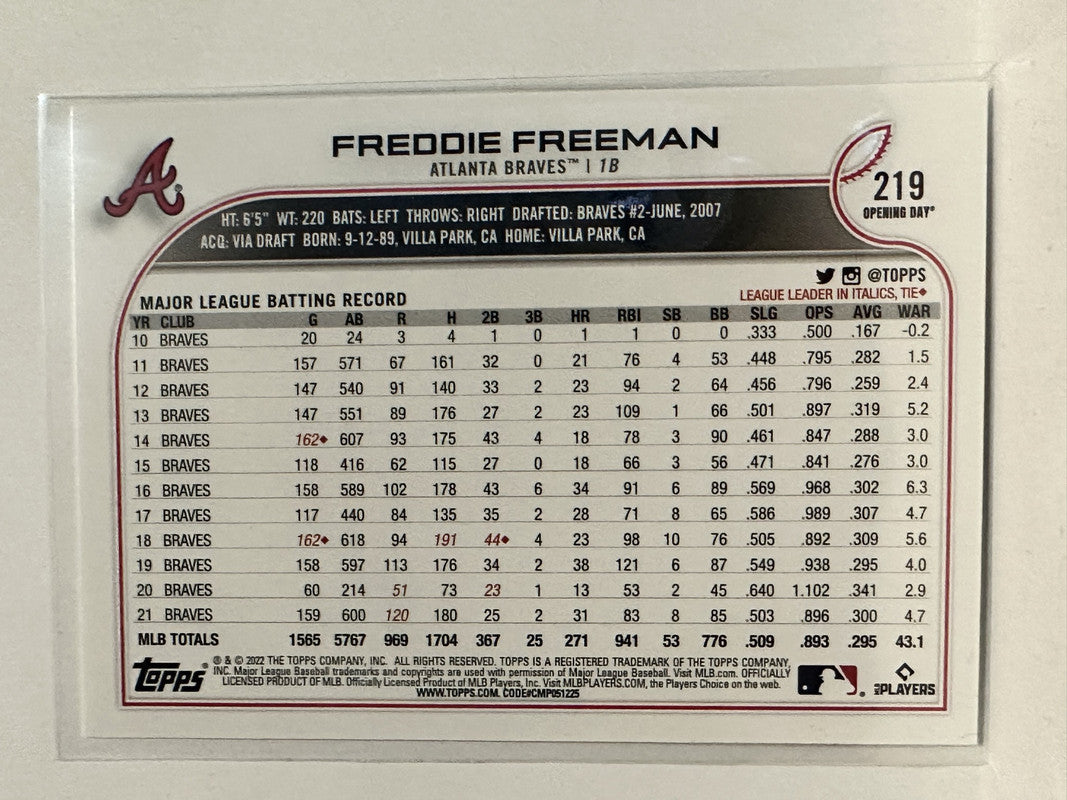 FREDDIE FREEMAN
ATLANTA BRAVES™ | 1B
219
OPENING DAY®
HT: 6'5" WT: 220 BATS: LEFT THROWS: RIGHT DRAFTED: BRAVES #2-JUNE, 2007
ACQ: VIA DRAFT BORN: 9-12-89, VILLA PARK, CA HOME: VILLA PARK, CA
@TOPPS
MAJOR LEAGUE BATTING RECORD LEAGUE LEADER IN ITALICS, TIE◆
YR CLUB G AB R H 2B 3B HR RBI SB BB SLG OPS AVG WAR
10 BRAVES 20 24 3 4 1 0 1 1 0 0 .333 .500 .167 -0.2
11 BRAVES 157 571 67 161 32 0 21 76 4 53 .448 .795 .282 1.5
12 BRAVES 147 540 91 140 33 2 23 94 2 64 .456 .796 .259 2.4
13 BRAVES 147 551 89 176 27 2 23 109 1 66 .501 .897 .319 5.2
14 BRAVES 162◆ 607 93 175 43 4 18 78 3 90 .461 .847 .288 3.0
15 BRAVES 118 416 62 115 27 0 18 66 3 56 .471 .841 .276 3.0
16 BRAVES 158 589 102 178 43 6 34 91 6 89 .569 .968 .302 6.3
17 BRAVES 117 440 84 135 35 2 28 71 8 65 .586 .989 .307 4.7
18 BRAVES 162◆ 618 94 191 44◆ 4 23 98 10 76 .505 .892 .309 5.6
19 BRAVES 158 597 113 176 34 2 38 121 6 87 .549 .938 .295 4.0
20 BRAVES 60 214 51 73 23 1 13 53 2 45 .640 1.102 .341 2.9
21 BRAVES 159 600 120 180 25 2 31 83 8 85 .503 .896 .300 4.7
MLB TOTALS 1565 5767 969 1704 367 25 271 941 53 776 .509 .893 .295 43.1
Topps®
® & © 2022 THE TOPPS COMPANY, INC. ALL RIGHTS RESERVED. TOPPS IS A REGISTERED TRADEMARK OF THE TOPPS COMPANY,
INC. Major League Baseball trademarks and copyrights are used with permission of Major League Baseball. Visit MLB.com. OFFICIALLY
LICENSED PRODUCT OF MLB. Officially Licensed Product of MLB Players, Inc. Visit MLBPLAYERS.COM, the Players Choice on the web.
WWW.TOPPS.COM. CODE#CMP051225
MLB PLAYERS